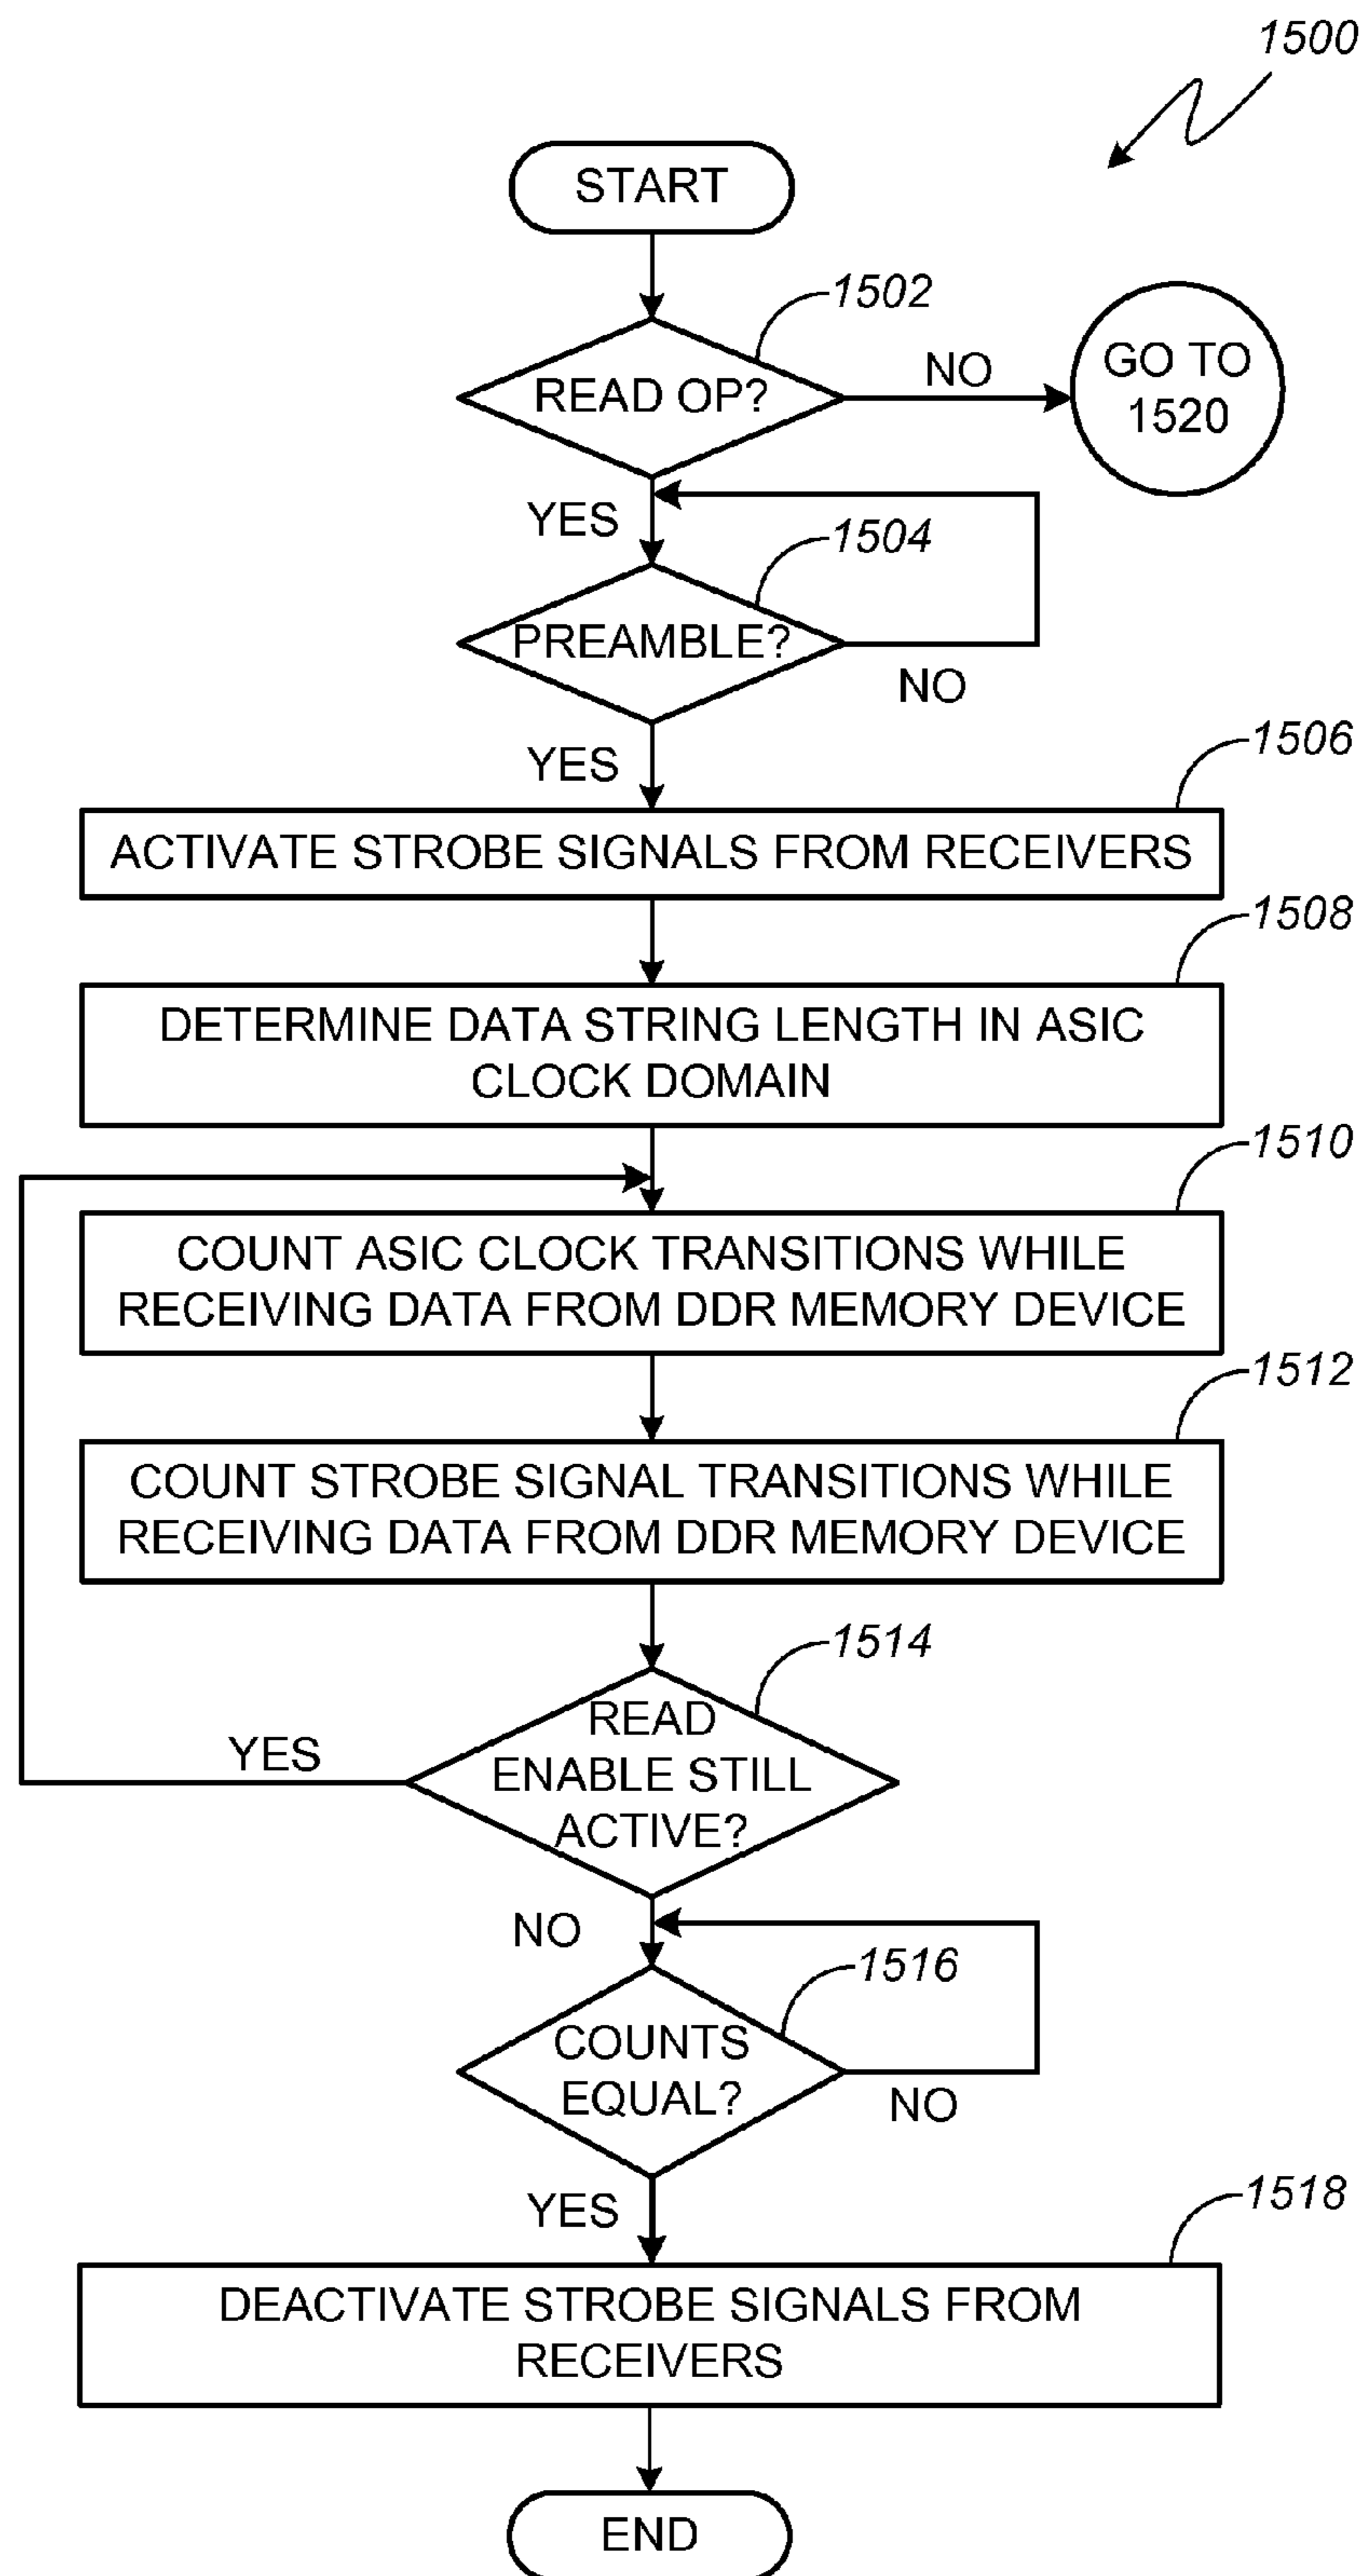 1500
START
1502
READ OP?
NO
GO TO
1520
YES
1504
PREAMBLE?
NO
YES
1506
ACTIVATE STROBE SIGNALS FROM RECEIVERS
1508
DETERMINE DATA STRING LENGTH IN ASIC
CLOCK DOMAIN
1510
COUNT ASIC CLOCK TRANSITIONS WHILE
RECEIVING DATA FROM DDR MEMORY DEVICE
1512
COUNT STROBE SIGNAL TRANSITIONS WHILE
RECEIVING DATA FROM DDR MEMORY DEVICE
1514
READ
ENABLE STILL
ACTIVE?
YES
NO
1516
COUNTS
EQUAL?
NO
YES
1518
DEACTIVATE STROBE SIGNALS FROM
RECEIVERS
END